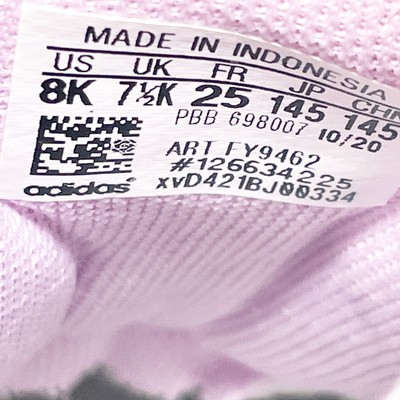 MADE IN INDONESIA
US UK FR JP CHN
8K 7½K 25 145 145
PBB 698007 10/20
ART FY9462
#126634225
xvD421BJ00334
adidas